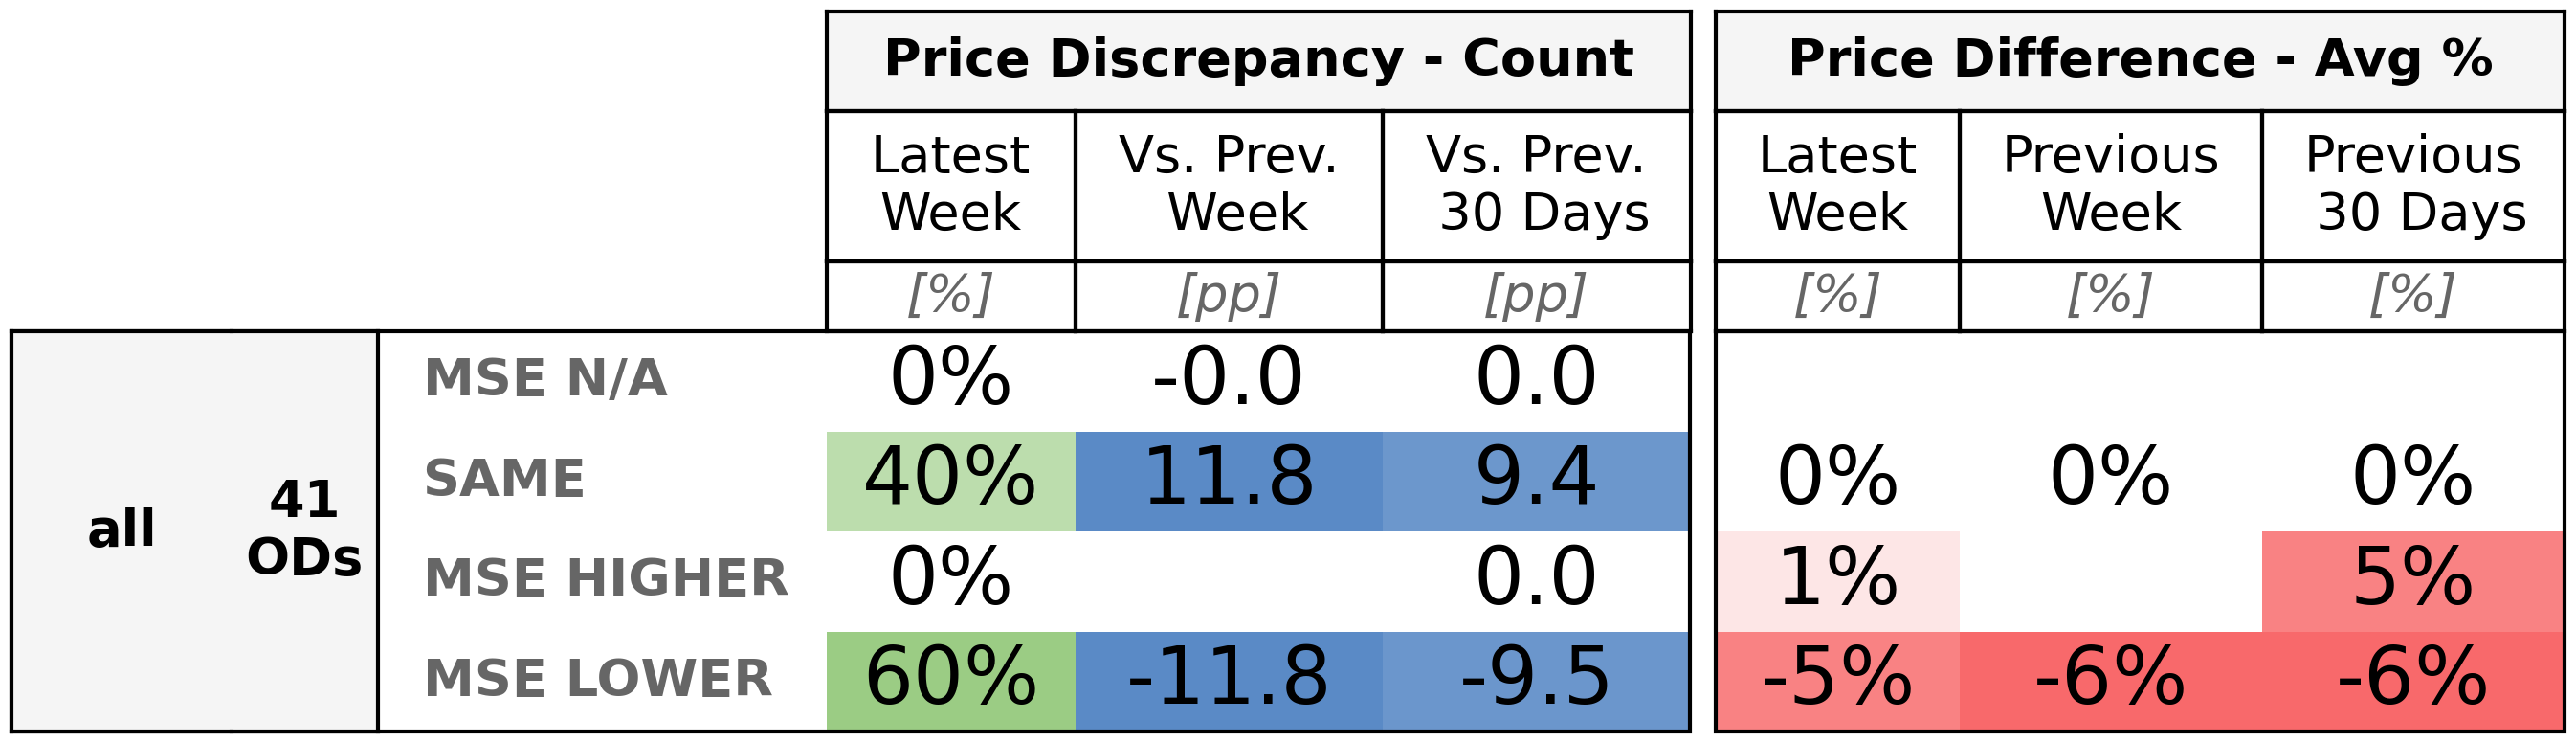 Price Discrepancy - Count Price Difference - Avg %
Latest Week Vs. Prev. Week Vs. Prev. 30 Days Latest Week Previous Week Previous 30 Days
[%] [pp] [pp] [%] [%] [%]
all 41 ODs
MSE N/A 0% -0.0 0.0
SAME 40% 11.8 9.4 0% 0% 0%
MSE HIGHER 0% 0.0 1% 5%
MSE LOWER 60% -11.8 -9.5 -5% -6% -6%